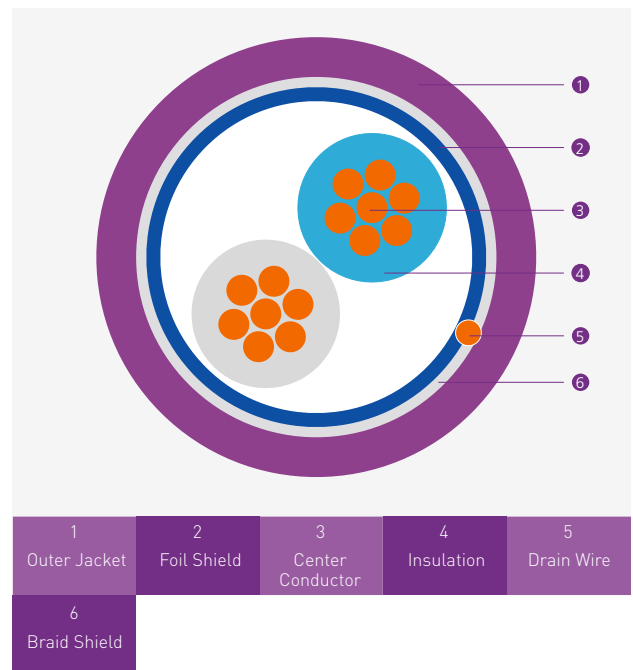 1
2
3
4
5
6
1
Outer Jacket
2
Foil Shield
3
Center
Conductor
4
Insulation
5
Drain Wire
6
Braid Shield